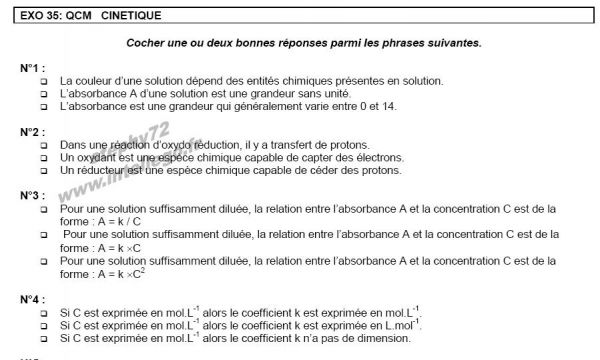 EXO 35: QCM CINETIQUE
Cocher une ou deux bonnes réponses parmi les phrases suivantes.
N°1 :
La couleur d'une solution dépend des entités chimiques présentes en solution.
L'absorbance A d'une solution est une grandeur sans unité.
L'absorbance est une grandeur qui généralement varie entre 0 et 14.
N°2 :
Dans une réaction d'oxydo réduction, il y a transfert de protons.
Un oxydant est une espèce chimique capable de capter des électrons.
Un réducteur est une espèce chimique capable de céder des protons.
N°3 :
Pour une solution suffisamment diluée, la relation entre l'absorbance A et la concentration C est de la
forme : A = k / C
Pour une solution suffisamment diluée, la relation entre l'absorbance A et la concentration C est de la
forme : A = k ×C
Pour une solution suffisamment diluée, la relation entre l'absorbance A et la concentration C est de la
forme : A = k ×C²
N°4 :
Si C est exprimée en mol.L⁻¹ alors le coefficient k est exprimée en mol.L⁻¹.
Si C est exprimée en mol.L⁻¹ alors le coefficient k est exprimée en L.mol⁻¹.
Si C est exprimée en mol.L⁻¹ alors le coefficient k n'a pas de dimension.